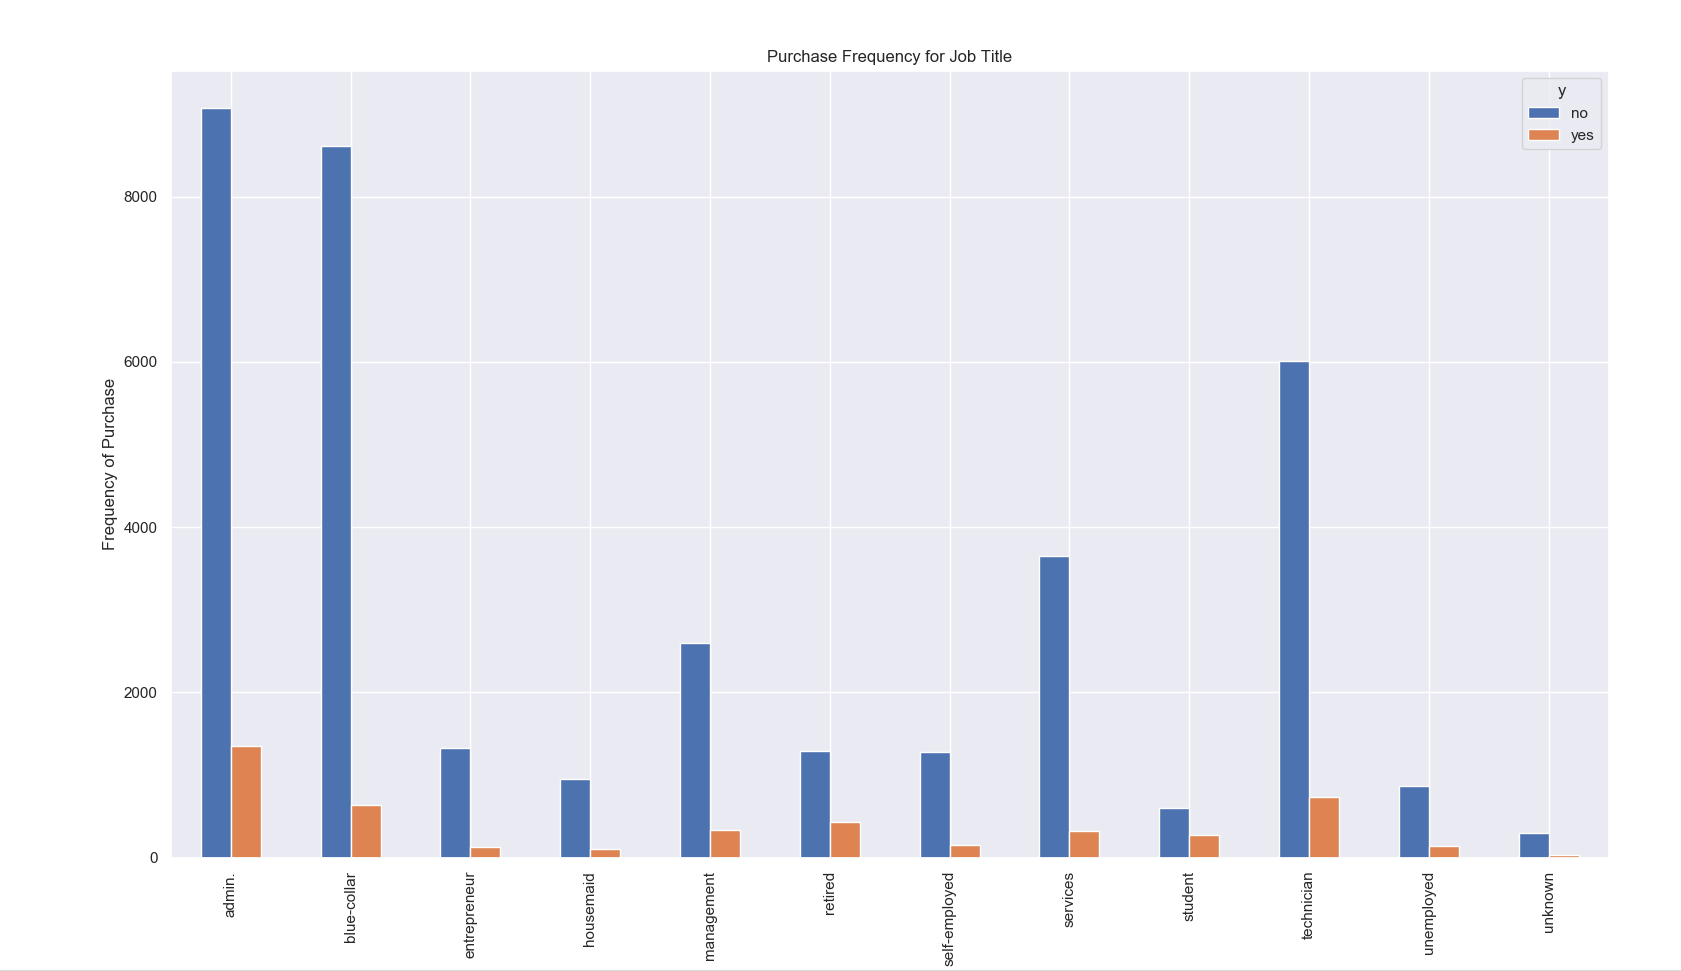 Purchase Frequency for Job Title
y
no
yes
Frequency of Purchase
8000
6000
4000
2000
0
admin.
blue-collar
entrepreneur
housemaid
management
retired
self-employed
services
student
technician
unemployed
unknown